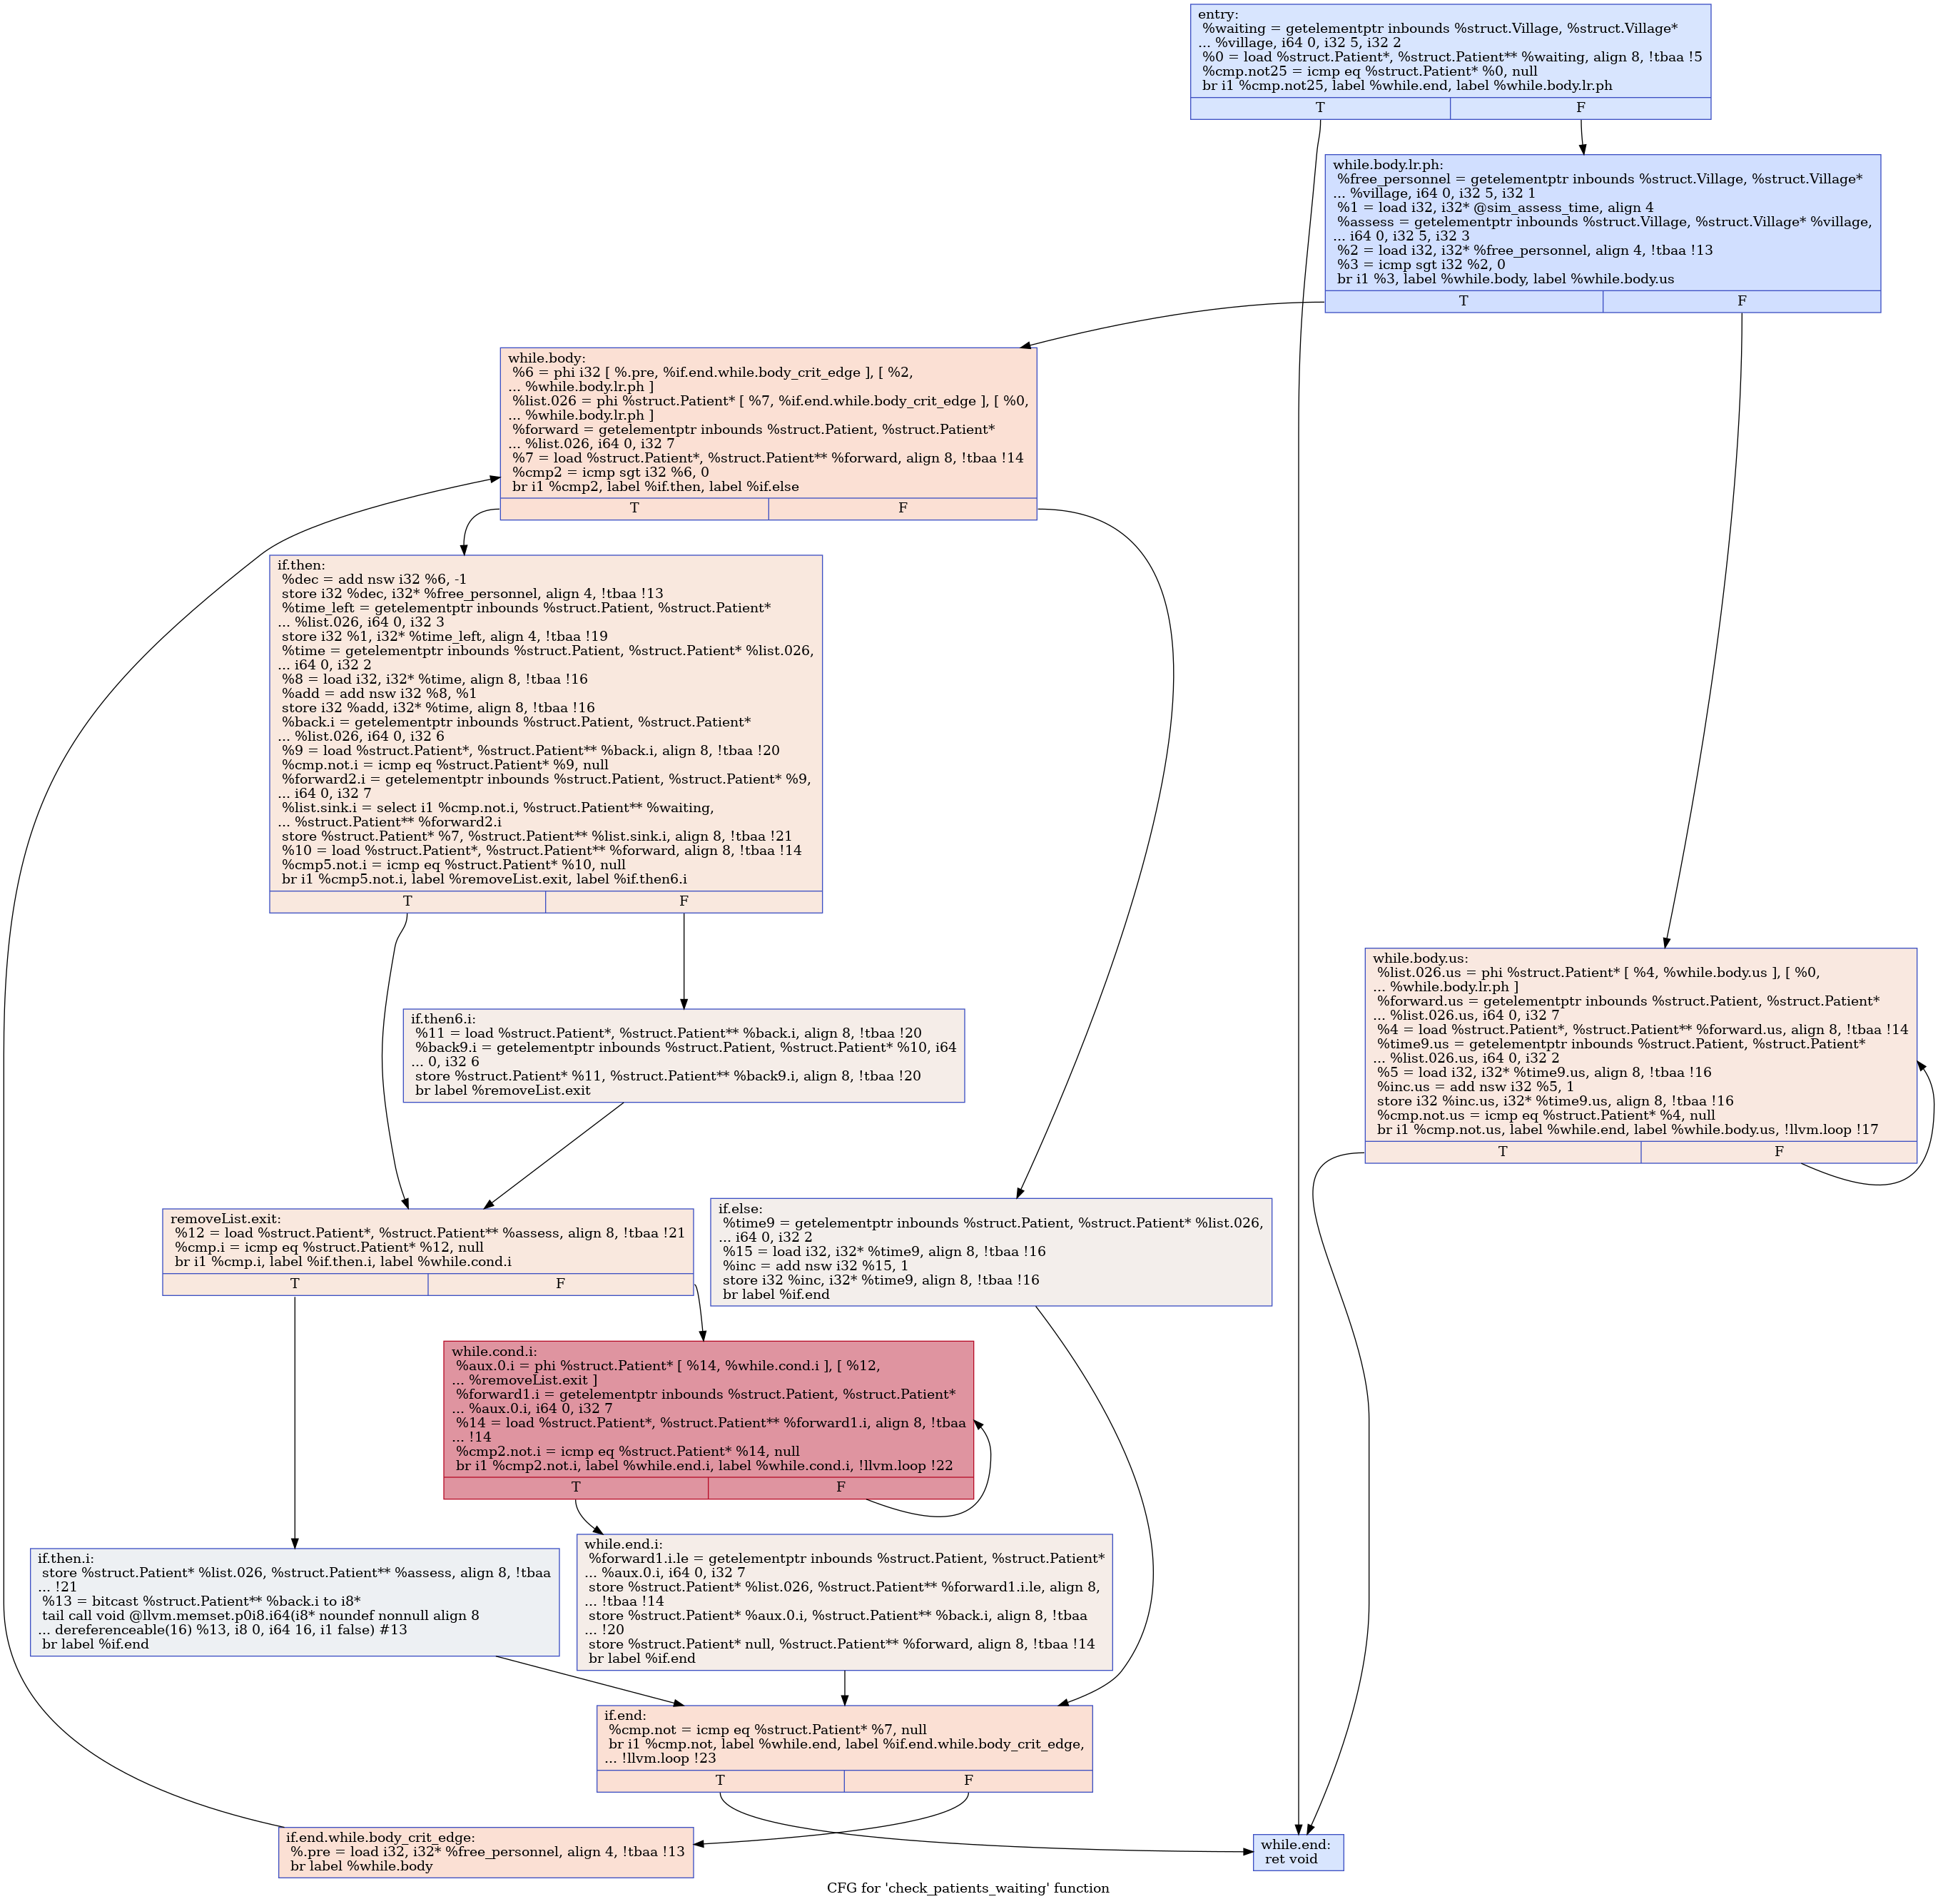 entry:
%waiting = getelementptr inbounds %struct.Village, %struct.Village*
... %village, i64 0, i32 5, i32 2
%0 = load %struct.Patient*, %struct.Patient** %waiting, align 8, !tbaa !5
%cmp.not25 = icmp eq %struct.Patient* %0, null
br i1 %cmp.not25, label %while.end, label %while.body.lr.ph
T F
while.body.lr.ph:
%free_personnel = getelementptr inbounds %struct.Village, %struct.Village*
... %village, i64 0, i32 5, i32 1
%1 = load i32, i32* @sim_assess_time, align 4
%assess = getelementptr inbounds %struct.Village, %struct.Village* %village,
... i64 0, i32 5, i32 3
%2 = load i32, i32* %free_personnel, align 4, !tbaa !13
%3 = icmp sgt i32 %2, 0
br i1 %3, label %while.body, label %while.body.us
T F
while.body:
%6 = phi i32 [ %.pre, %if.end.while.body_crit_edge ], [ %2,
... %while.body.lr.ph ]
%list.026 = phi %struct.Patient* [ %7, %if.end.while.body_crit_edge ], [ %0,
... %while.body.lr.ph ]
%forward = getelementptr inbounds %struct.Patient, %struct.Patient*
... %list.026, i64 0, i32 7
%7 = load %struct.Patient*, %struct.Patient** %forward, align 8, !tbaa !14
%cmp2 = icmp sgt i32 %6, 0
br i1 %cmp2, label %if.then, label %if.else
T F
if.then:
%dec = add nsw i32 %6, -1
store i32 %dec, i32* %free_personnel, align 4, !tbaa !13
%time_left = getelementptr inbounds %struct.Patient, %struct.Patient*
... %list.026, i64 0, i32 3
store i32 %1, i32* %time_left, align 4, !tbaa !19
%time = getelementptr inbounds %struct.Patient, %struct.Patient* %list.026,
... i64 0, i32 2
%8 = load i32, i32* %time, align 8, !tbaa !16
%add = add nsw i32 %8, %1
store i32 %add, i32* %time, align 8, !tbaa !16
%back.i = getelementptr inbounds %struct.Patient, %struct.Patient*
... %list.026, i64 0, i32 6
%9 = load %struct.Patient*, %struct.Patient** %back.i, align 8, !tbaa !20
%cmp.not.i = icmp eq %struct.Patient* %9, null
%forward2.i = getelementptr inbounds %struct.Patient, %struct.Patient* %9,
... i64 0, i32 7
%list.sink.i = select i1 %cmp.not.i, %struct.Patient** %waiting,
... %struct.Patient** %forward2.i
store %struct.Patient* %7, %struct.Patient** %list.sink.i, align 8, !tbaa !21
%10 = load %struct.Patient*, %struct.Patient** %forward, align 8, !tbaa !14
%cmp5.not.i = icmp eq %struct.Patient* %10, null
br i1 %cmp5.not.i, label %removeList.exit, label %if.then6.i
T F
while.body.us:
%list.026.us = phi %struct.Patient* [ %4, %while.body.us ], [ %0,
... %while.body.lr.ph ]
%forward.us = getelementptr inbounds %struct.Patient, %struct.Patient*
... %list.026.us, i64 0, i32 7
%4 = load %struct.Patient*, %struct.Patient** %forward.us, align 8, !tbaa !14
%time9.us = getelementptr inbounds %struct.Patient, %struct.Patient*
... %list.026.us, i64 0, i32 2
%5 = load i32, i32* %time9.us, align 8, !tbaa !16
%inc.us = add nsw i32 %5, 1
store i32 %inc.us, i32* %time9.us, align 8, !tbaa !16
%cmp.not.us = icmp eq %struct.Patient* %4, null
br i1 %cmp.not.us, label %while.end, label %while.body.us, !llvm.loop !17
T F
if.then6.i:
%11 = load %struct.Patient*, %struct.Patient** %back.i, align 8, !tbaa !20
%back9.i = getelementptr inbounds %struct.Patient, %struct.Patient* %10, i64
... 0, i32 6
store %struct.Patient* %11, %struct.Patient** %back9.i, align 8, !tbaa !20
br label %removeList.exit
removeList.exit:
%12 = load %struct.Patient*, %struct.Patient** %assess, align 8, !tbaa !21
%cmp.i = icmp eq %struct.Patient* %12, null
br i1 %cmp.i, label %if.then.i, label %while.cond.i
T F
if.else:
%time9 = getelementptr inbounds %struct.Patient, %struct.Patient* %list.026,
... i64 0, i32 2
%15 = load i32, i32* %time9, align 8, !tbaa !16
%inc = add nsw i32 %15, 1
store i32 %inc, i32* %time9, align 8, !tbaa !16
br label %if.end
while.cond.i:
%aux.0.i = phi %struct.Patient* [ %14, %while.cond.i ], [ %12,
... %removeList.exit ]
%forward1.i = getelementptr inbounds %struct.Patient, %struct.Patient*
... %aux.0.i, i64 0, i32 7
%14 = load %struct.Patient*, %struct.Patient** %forward1.i, align 8, !tbaa
... !14
%cmp2.not.i = icmp eq %struct.Patient* %14, null
br i1 %cmp2.not.i, label %while.end.i, label %while.cond.i, !llvm.loop !22
T F
if.then.i:
store %struct.Patient* %list.026, %struct.Patient** %assess, align 8, !tbaa
... !21
%13 = bitcast %struct.Patient** %back.i to i8*
tail call void @llvm.memset.p0i8.i64(i8* noundef nonnull align 8
... dereferenceable(16) %13, i8 0, i64 16, i1 false) #13
br label %if.end
while.end.i:
%forward1.i.le = getelementptr inbounds %struct.Patient, %struct.Patient*
... %aux.0.i, i64 0, i32 7
store %struct.Patient* %list.026, %struct.Patient** %forward1.i.le, align 8,
... !tbaa !14
store %struct.Patient* %aux.0.i, %struct.Patient** %back.i, align 8, !tbaa
... !20
store %struct.Patient* null, %struct.Patient** %forward, align 8, !tbaa !14
br label %if.end
if.end:
%cmp.not = icmp eq %struct.Patient* %7, null
br i1 %cmp.not, label %while.end, label %if.end.while.body_crit_edge,
... !llvm.loop !23
T F
if.end.while.body_crit_edge:
%.pre = load i32, i32* %free_personnel, align 4, !tbaa !13
br label %while.body
while.end:
ret void
CFG for 'check_patients_waiting' function